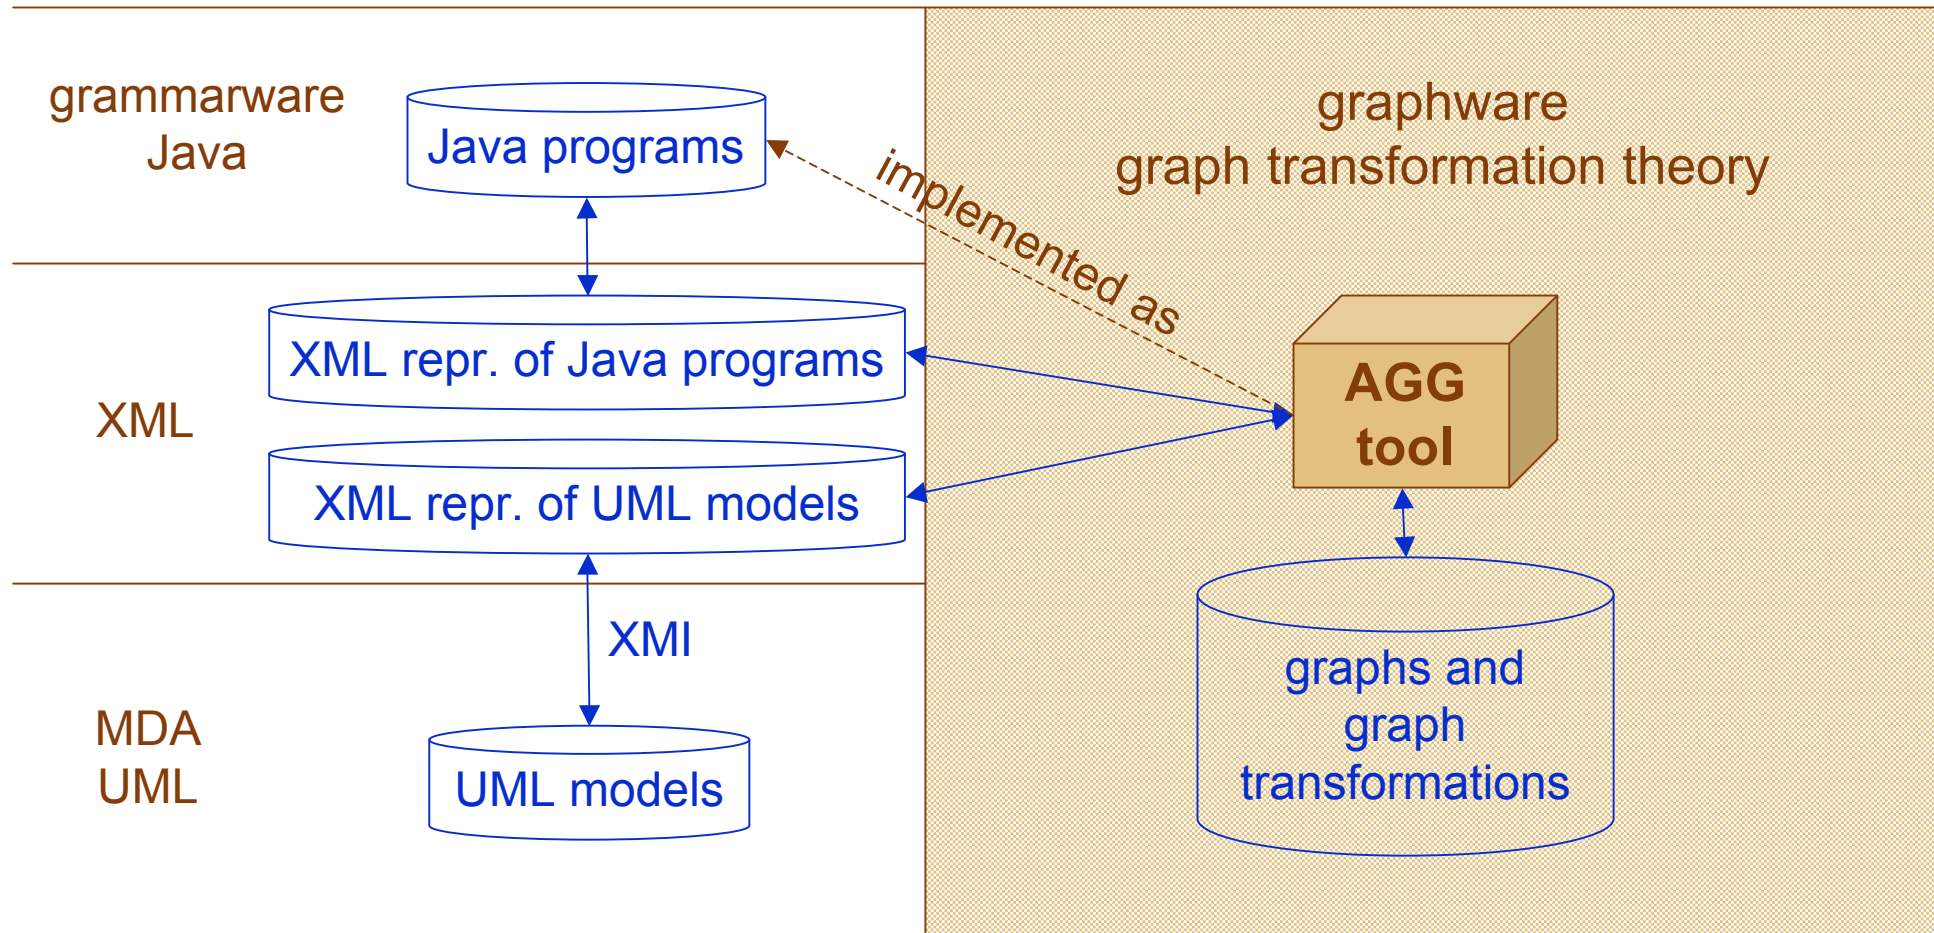 grammarware
Java
Java programs
implemented as
graphware
graph transformation theory
XML
XML repr. of Java programs
XML repr. of UML models
AGG
tool
XMI
MDA
UML
UML models
graphs and
graph
transformations